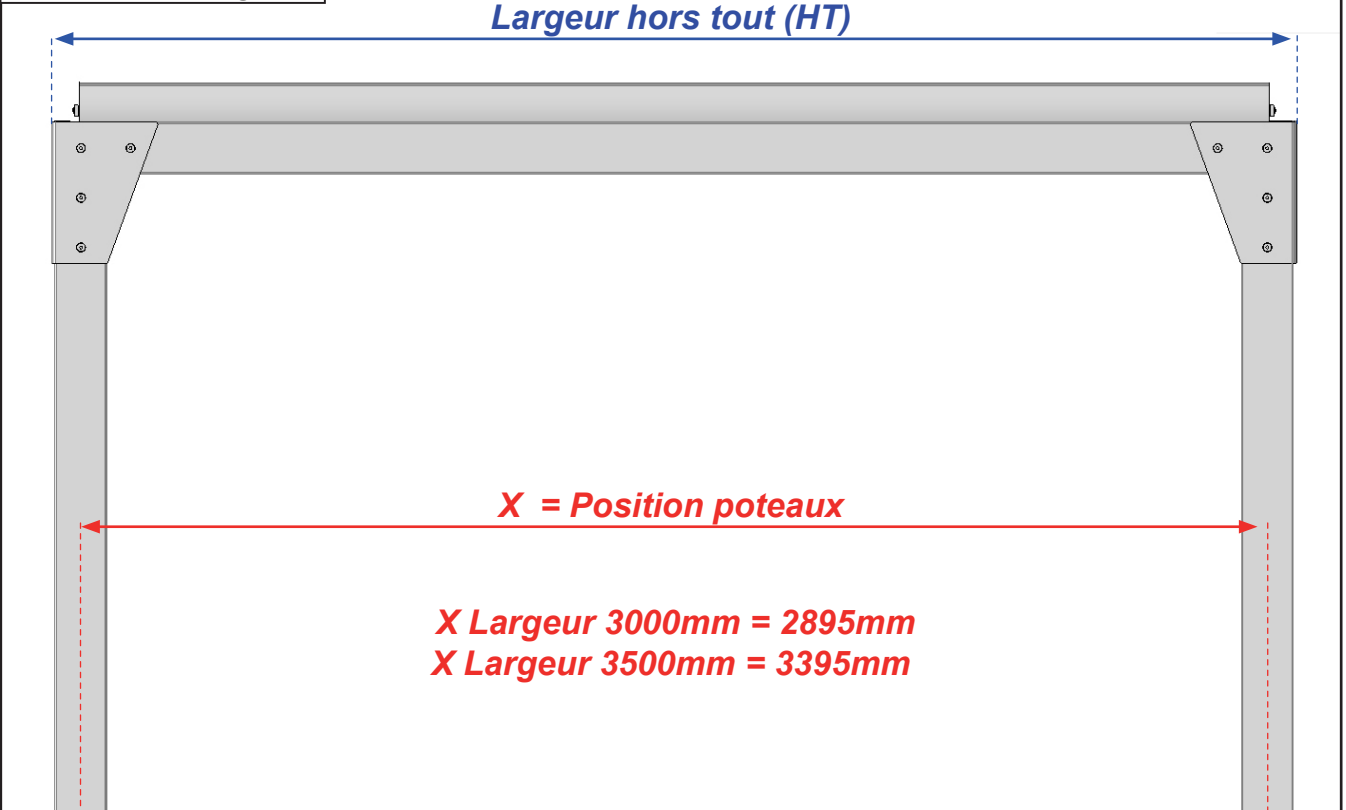 Largeur hors tout (HT)
X = Position poteaux
X Largeur 3000mm = 2895mm
X Largeur 3500mm = 3395mm